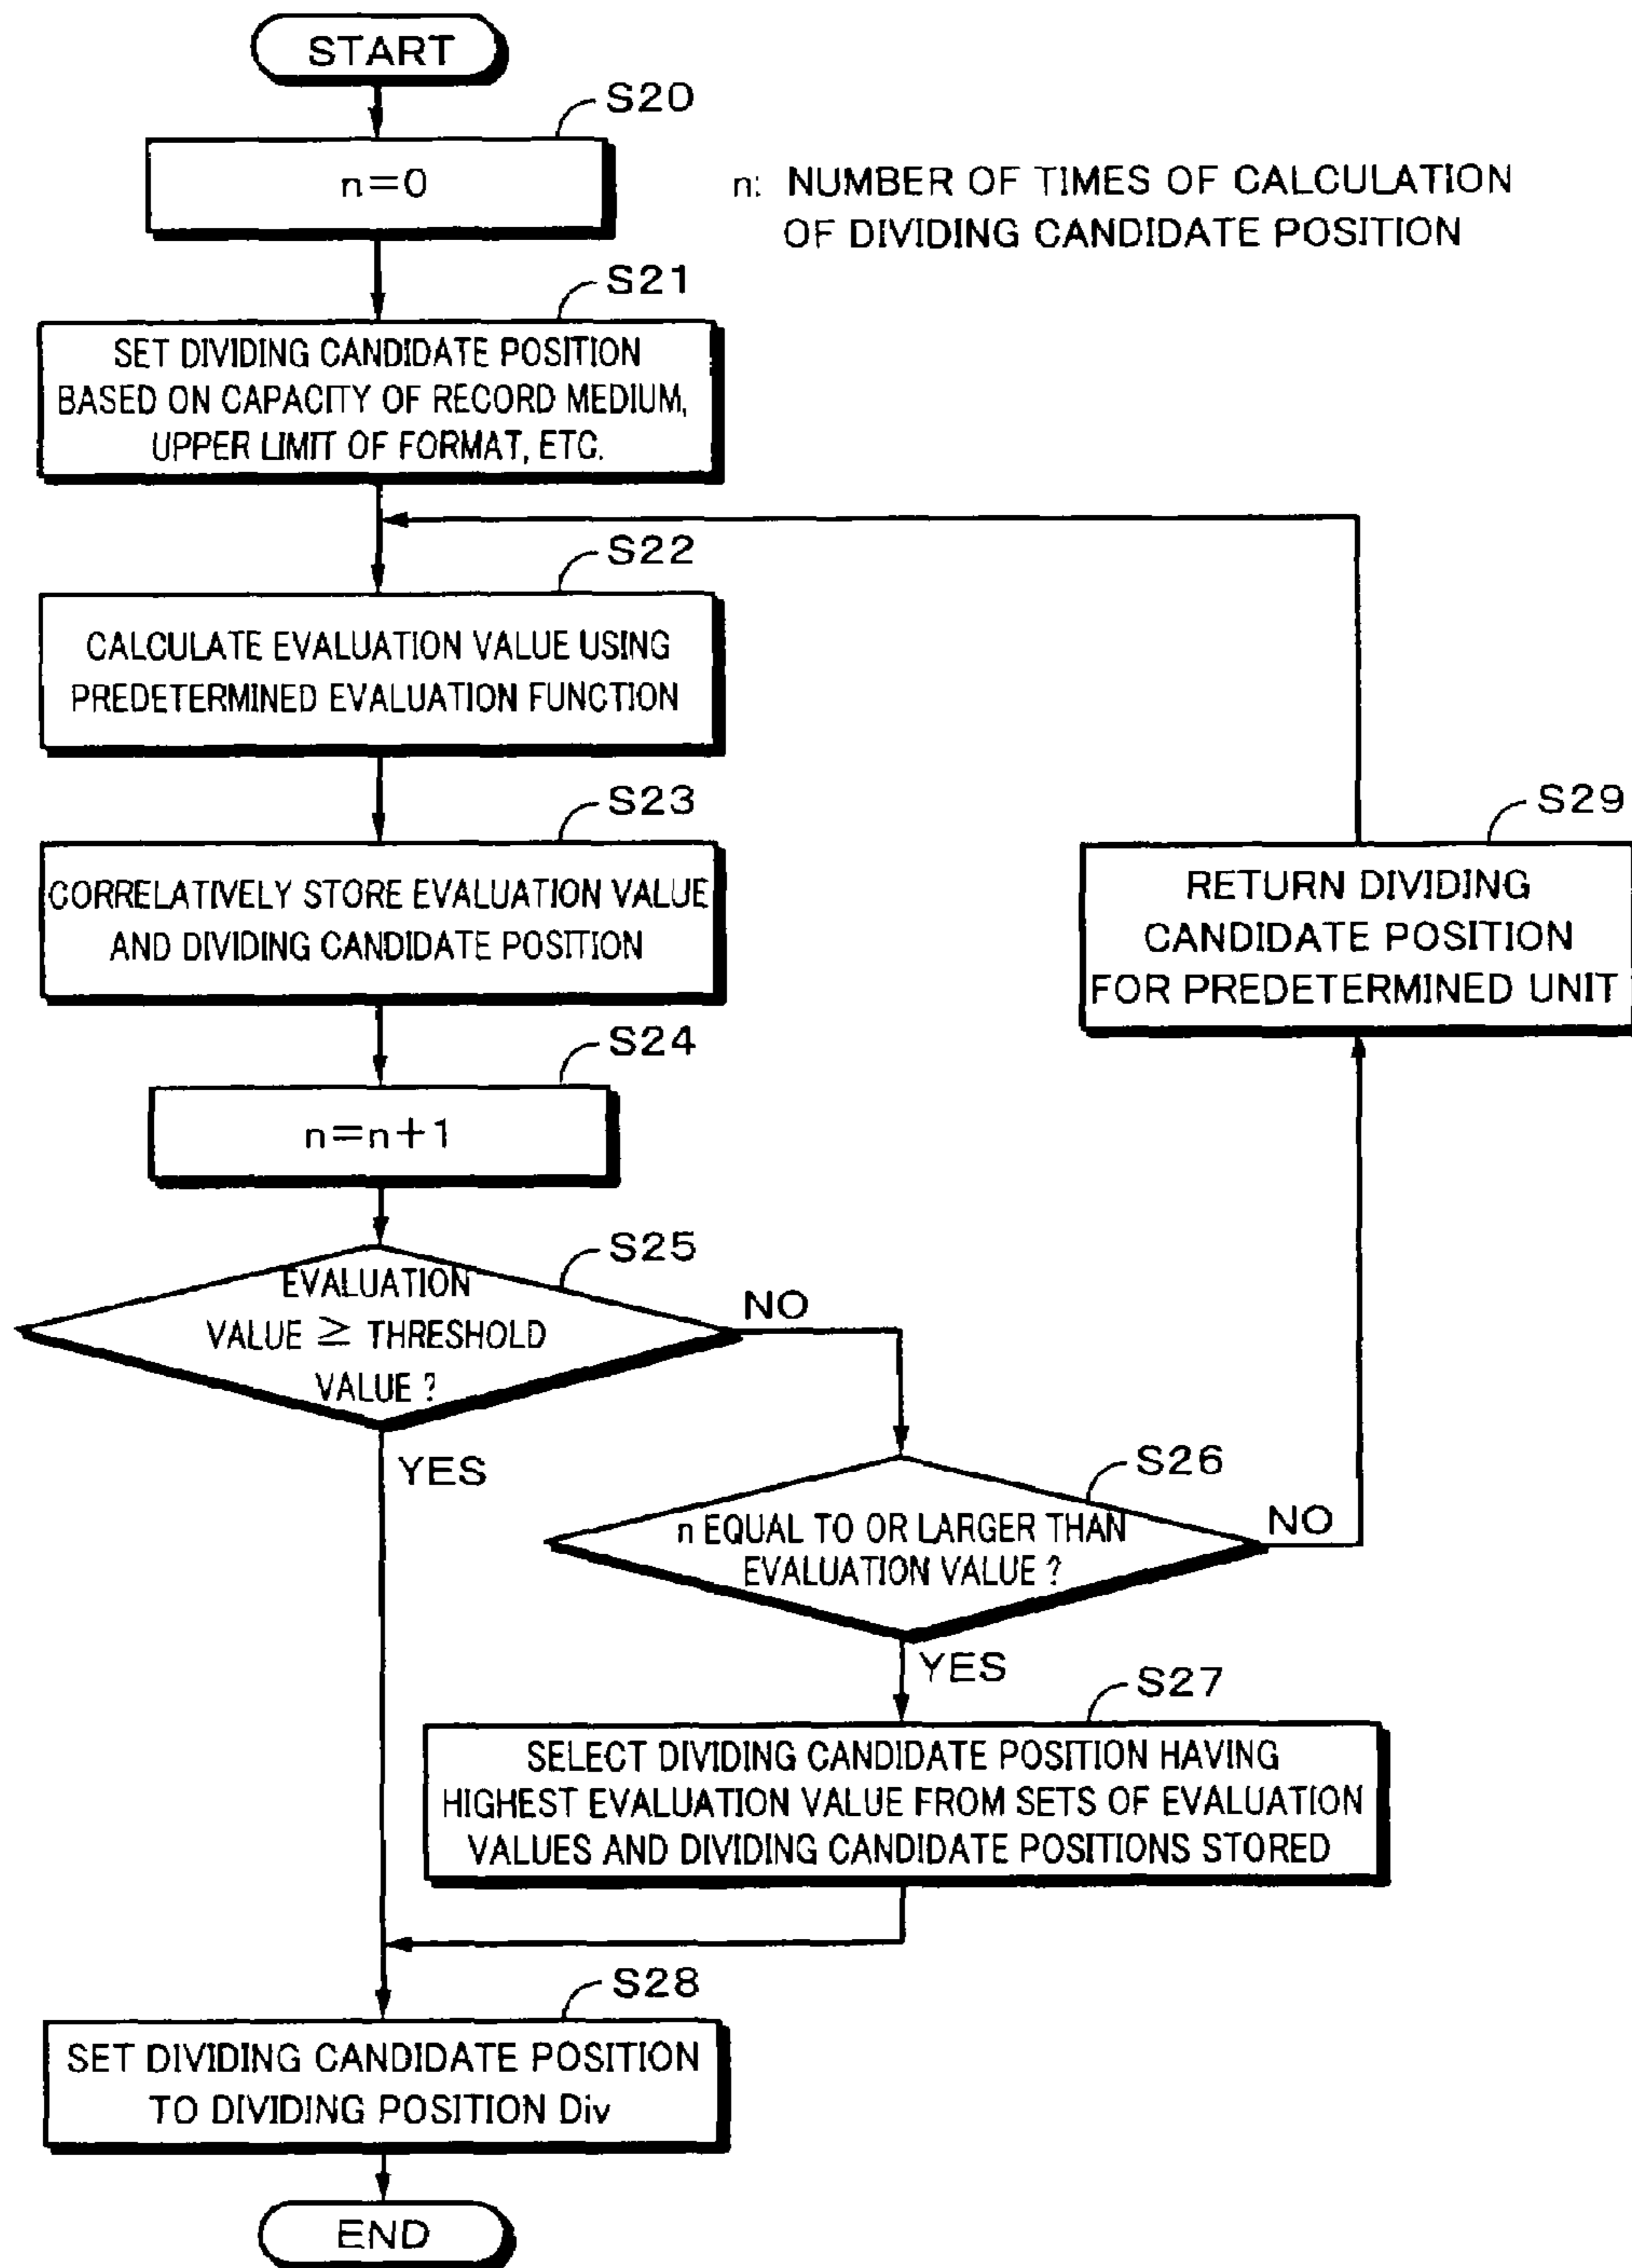 START
S20
n=0
n: NUMBER OF TIMES OF CALCULATION
OF DIVIDING CANDIDATE POSITION
S21
SET DIVIDING CANDIDATE POSITION
BASED ON CAPACITY OF RECORD MEDIUM,
UPPER LIMIT OF FORMAT, ETC.
S22
CALCULATE EVALUATION VALUE USING
PREDETERMINED EVALUATION FUNCTION
S23
CORRELATIVELY STORE EVALUATION VALUE
AND DIVIDING CANDIDATE POSITION
S29
RETURN DIVIDING
CANDIDATE POSITION
FOR PREDETERMINED UNIT
S24
n=n+1
S25
EVALUATION
VALUE ≧ THRESHOLD
VALUE ?
NO
YES
S26
n EQUAL TO OR LARGER THAN
EVALUATION VALUE ?
NO
YES
S27
SELECT DIVIDING CANDIDATE POSITION HAVING
HIGHEST EVALUATION VALUE FROM SETS OF EVALUATION
VALUES AND DIVIDING CANDIDATE POSITIONS STORED
S28
SET DIVIDING CANDIDATE POSITION
TO DIVIDING POSITION Div
END